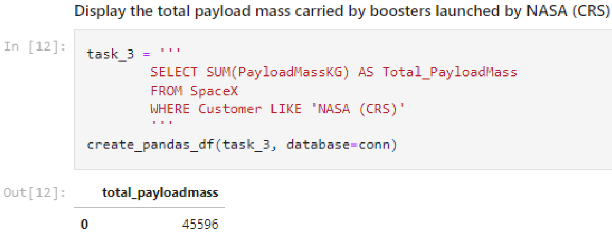 Display the total payload mass carried by boosters launched by NASA (CRS)
In [12]:
task_3 = '''
SELECT SUM(PayloadMassKG) AS Total_PayloadMass
FROM SpaceX
WHERE Customer LIKE 'NASA (CRS)'
'''
create_pandas_df(task_3, database=conn)
Out[12]:
total_payloadmass
0 45596